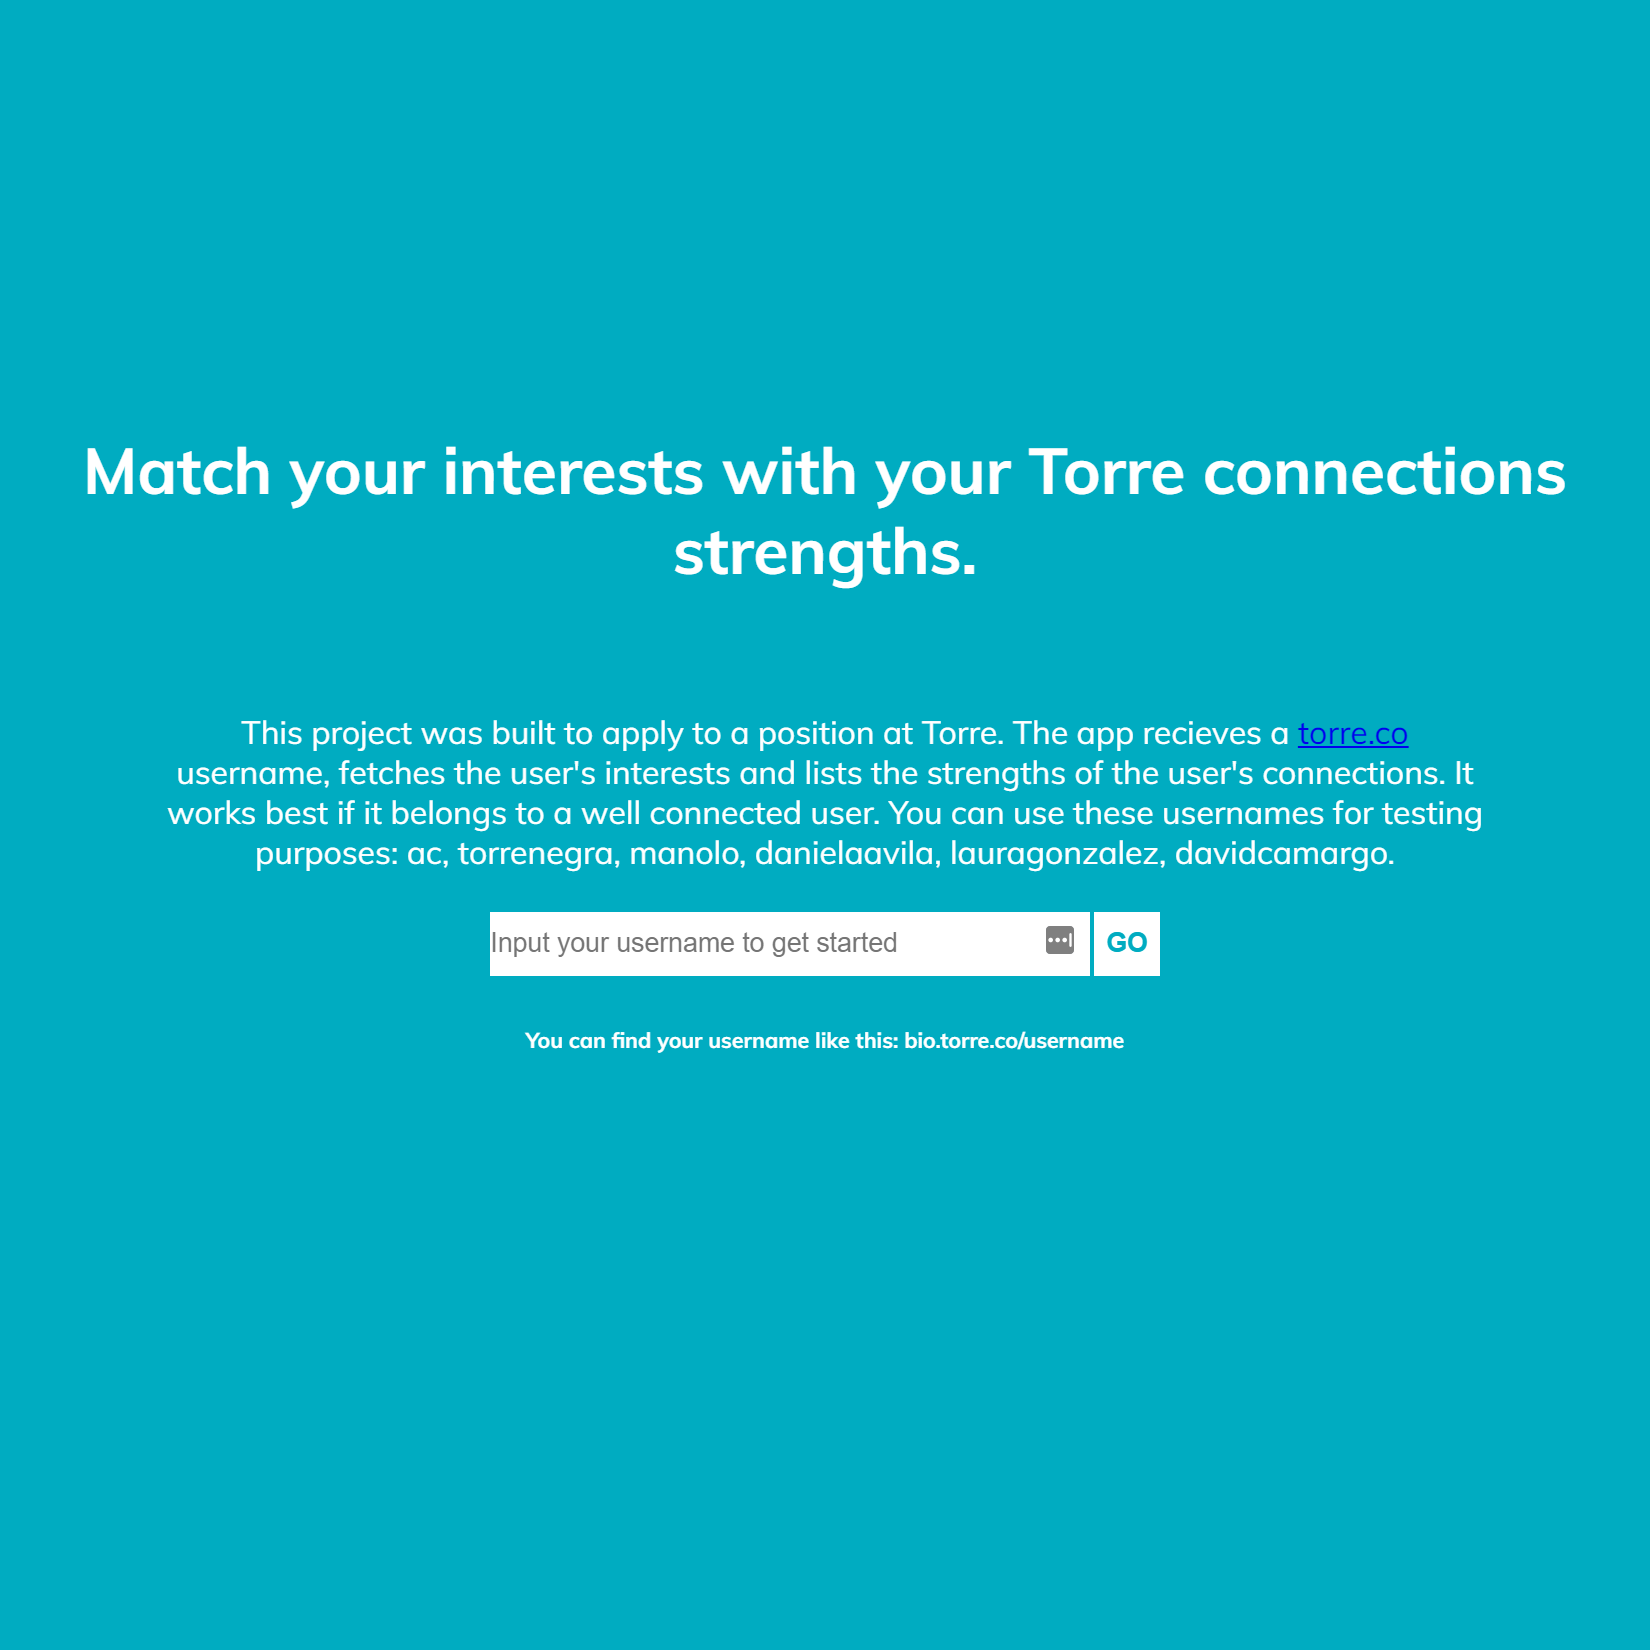 Match your interests with your Torre connections
strengths.
This project was built to apply to a position at Torre. The app recieves a torre.co
username, fetches the user's interests and lists the strengths of the user's connections. It
works best if it belongs to a well connected user. You can use these usernames for testing
purposes: ac, torrenegra, manolo, danielaavila, lauragonzalez, davidcamargo.
Input your username to get started
GO
You can find your username like this: bio.torre.co/username